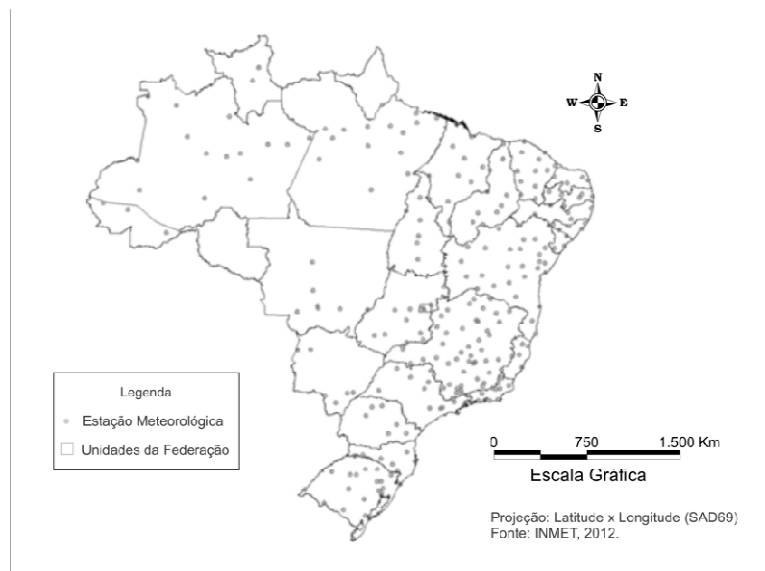 N
W E
S
Legenda
Estação Meteorológica
Unidades da Federação
0 750 1.500 Km
Escala Gráfica
Projeção: Latitude x Longitude (SAD69)
Fonte: INMET, 2012.